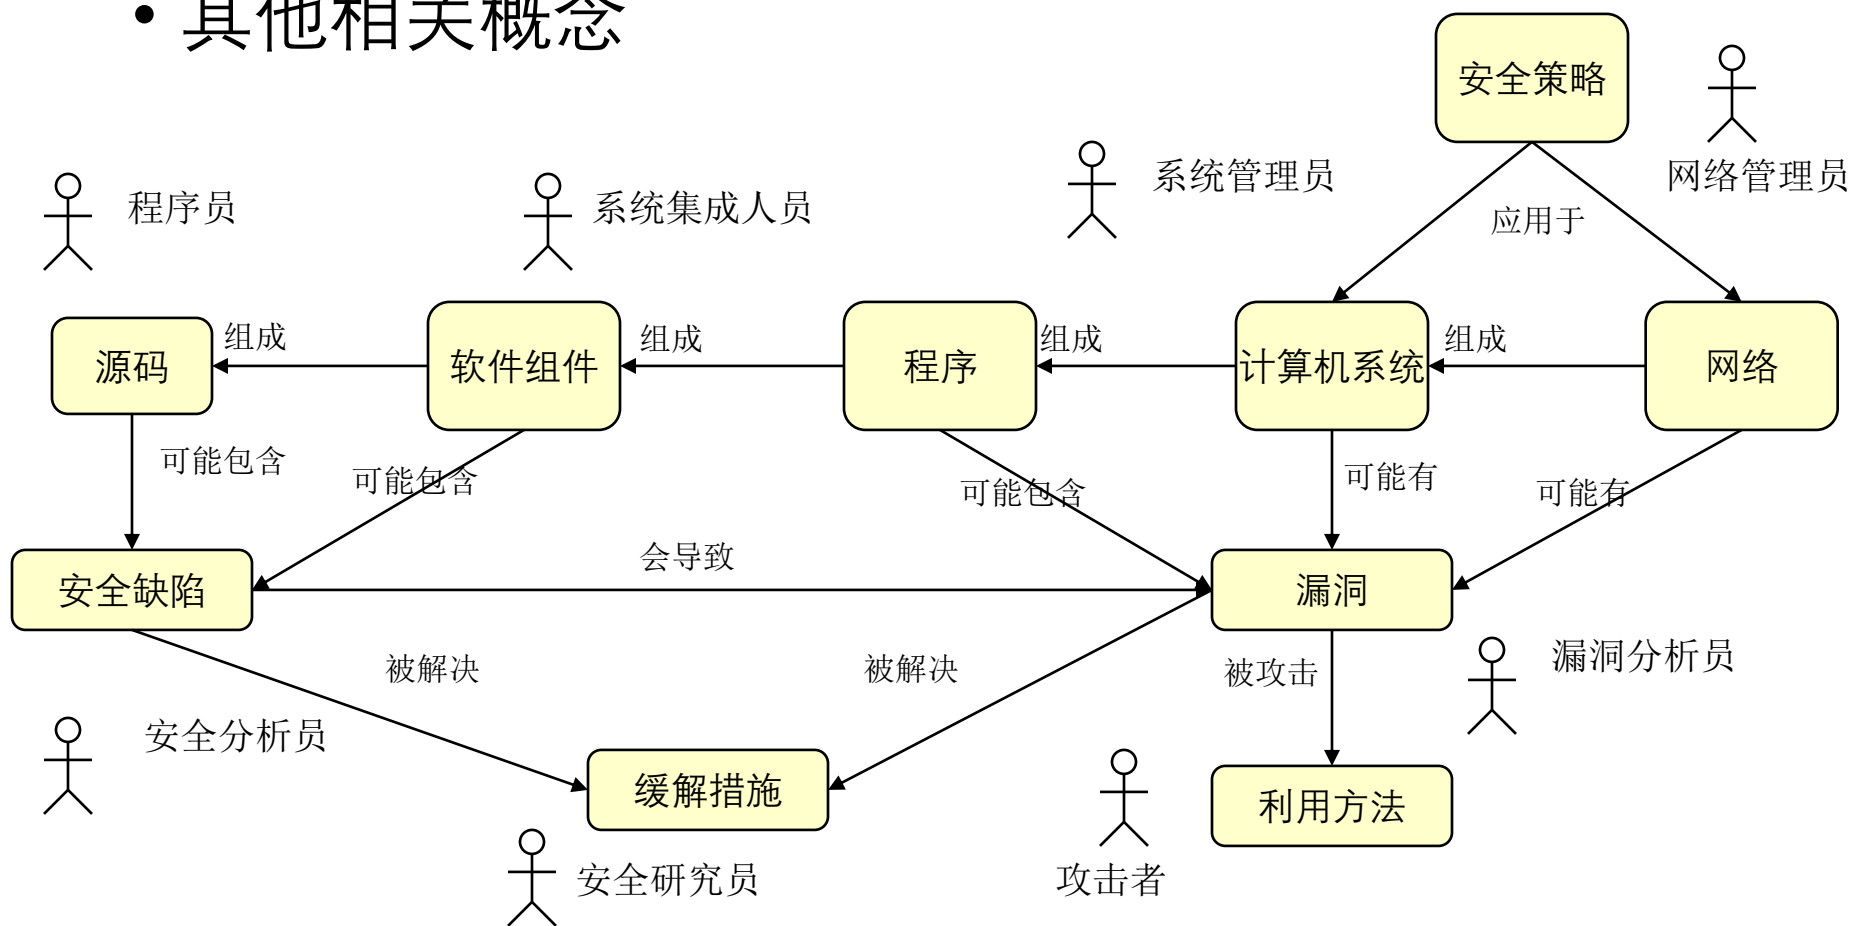 • 其他相关概念
安全策略
系统管理员
网络管理员
程序员
系统集成人员
应用于
源码
组成
软件组件
组成
程序
组成
计算机系统
组成
网络
可能包含
可能包含
可能包含
可能有
可能有
会导致
安全缺陷
漏洞
被解决
被解决
被攻击
漏洞分析员
安全分析员
缓解措施
利用方法
安全研究员
攻击者